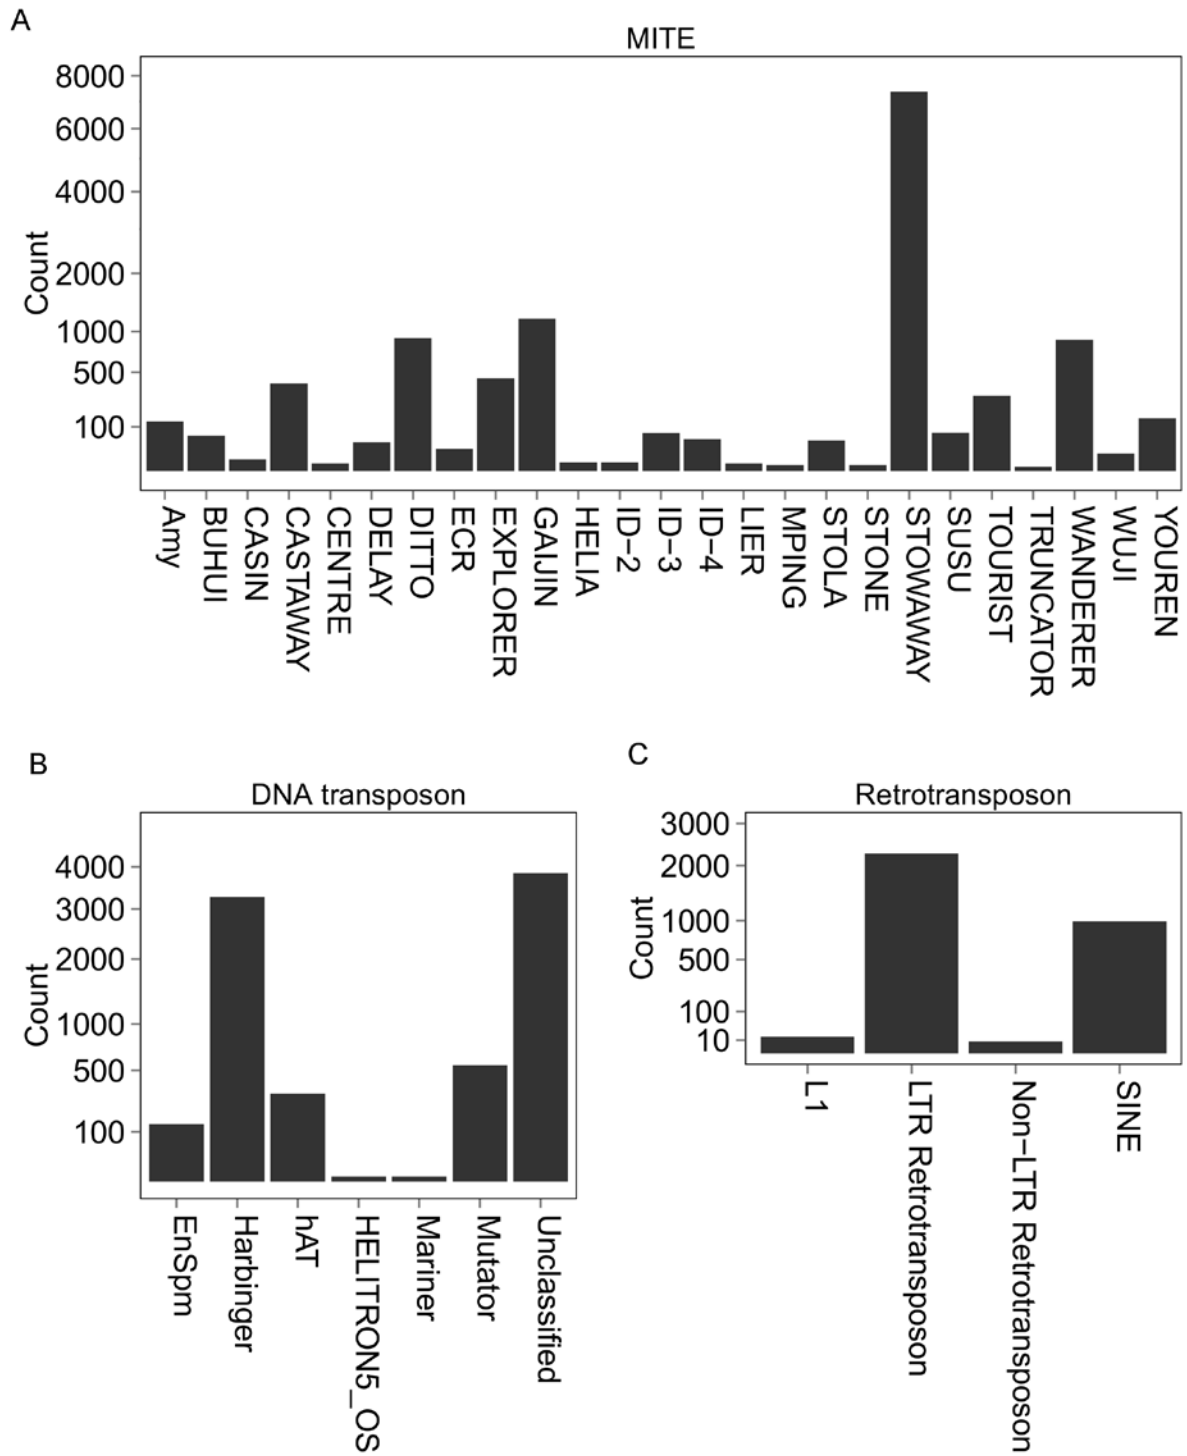 A
MITE
Count
8000
6000
4000
2000
1000
500
100
Amy
BUHUI
CASIN
CASTAWAY
CENTRE
DELAY
DITTO
ECR
EXPLORER
GAIJIN
HELIA
ID-2
ID-3
ID-4
LIER
MPING
STOLA
STONE
STOWAWAY
SUSU
TOURIST
TRUNCATOR
WANDERER
WUJI
YOUREN
B
DNA transposon
Count
4000
3000
2000
1000
500
100
EnSpm
Harbinger
hAT
HELITRON5_OS
Mariner
Mutator
Unclassified
C
Retrotransposon
Count
3000
2000
1000
500
100
10
L1
LTR Retrotransposon
Non-LTR Retrotransposon
SINE